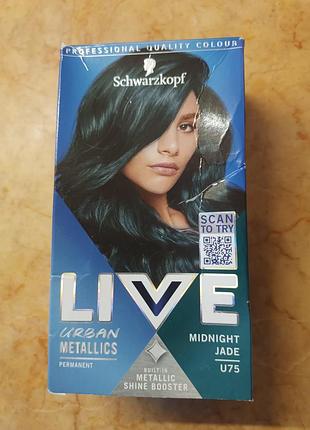 PROFESSIONAL QUALITY COLOUR
Schwarzkopf
SCAN
TO TRY
LIVE
URBAN
METALLICS
PERMANENT
BUILT-IN
METALLIC
SHINE BOOSTER
MIDNIGHT
JADE
U75